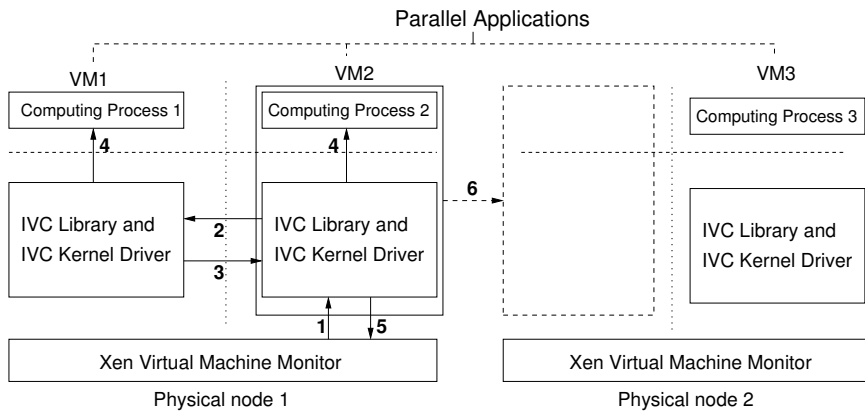 Parallel Applications
VM1
VM2
VM3
Computing Process 1
Computing Process 2
Computing Process 3
4
4
6
IVC Library and
IVC Kernel Driver
2
3
IVC Library and
IVC Kernel Driver
IVC Library and
IVC Kernel Driver
1
5
Xen Virtual Machine Monitor
Xen Virtual Machine Monitor
Physical node 1
Physical node 2